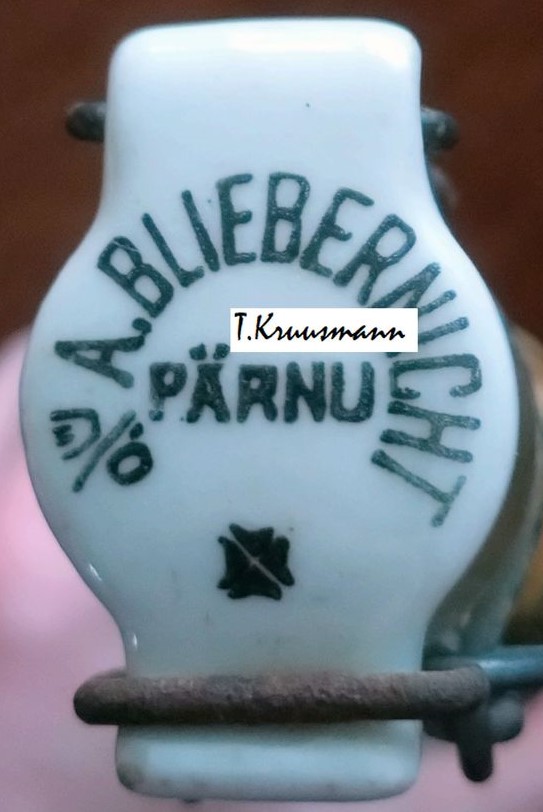 O/Ü A. BLIEBERNICHT
T.Kruusmann
PÄRNU